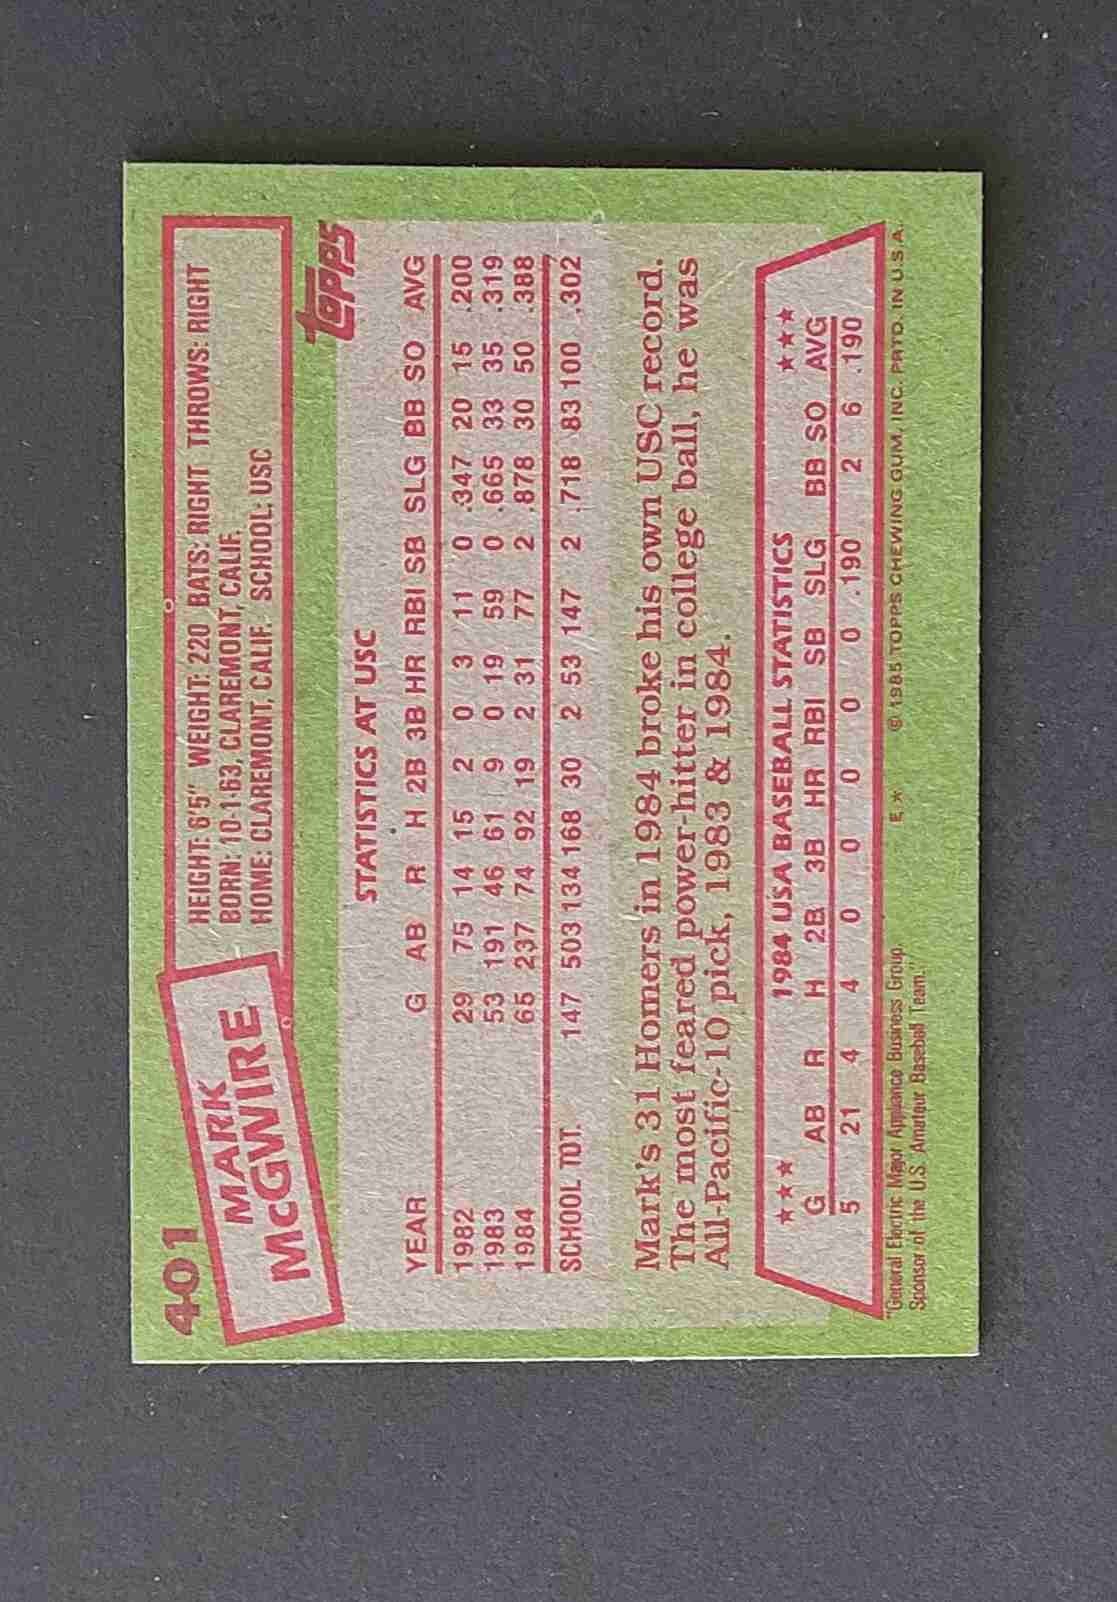 401
MARK
McGWIRE
HEIGHT: 6'5" WEIGHT: 220 BATS: RIGHT THROWS: RIGHT
BORN: 10-1-63, CLAREMONT, CALIF.
HOME: CLAREMONT, CALIF. SCHOOL: USC
topps
STATISTICS AT USC
YEAR G AB R H 2B 3B HR RBI SB SLG BB SO AVG
1982 29 75 14 15 2 0 3 11 0 .347 20 15 .200
1983 53 191 46 61 9 0 19 59 0 .665 33 35 .319
1984 65 237 74 92 19 2 31 77 2 .878 30 50 .388
SCHOOL TOT. 147 503 134 168 30 2 53 147 2 .718 83 100 .302
Mark's 31 Homers in 1984 broke his own USC record.
The most feared power-hitter in college ball, he was
All-Pacific-10 pick, 1983 & 1984.
★★★ 1984 USA BASEBALL STATISTICS ★★★
G AB R H 2B 3B HR RBI SB SLG BB SO AVG
5 21 4 4 0 0 0 0 0 .190 2 6 .190
"General Electric Major Appliance Business Group E* © 1985 TOPPS CHEWING GUM, INC. PRTD. IN U.S.A.
Sponsor of the U.S. Amateur Baseball Team."